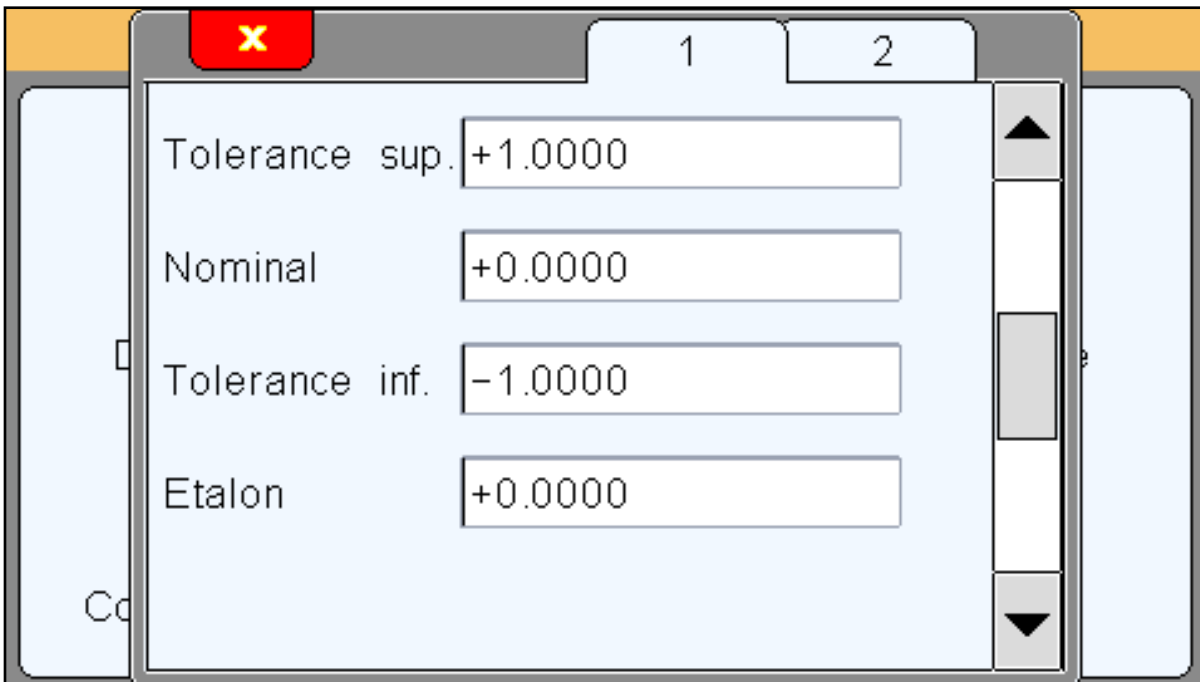 x
1 2
Tolerance sup. +1.0000
Nominal +0.0000
Tolerance inf. -1.0000
Etalon +0.0000